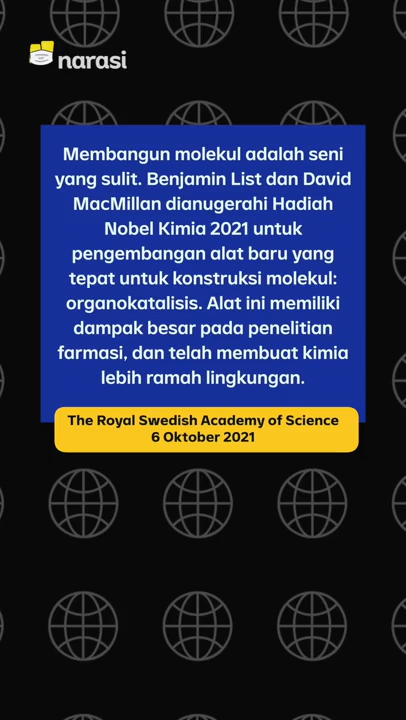 narasi
Membangun molekul adalah seni
yang sulit. Benjamin List dan David
MacMillan dianugerahi Hadiah
Nobel Kimia 2021 untuk
pengembangan alat baru yang
tepat untuk konstruksi molekul:
organokatalisis. Alat ini memiliki
dampak besar pada penelitian
farmasi, dan telah membuat kimia
lebih ramah lingkungan.
The Royal Swedish Academy of Science
6 Oktober 2021